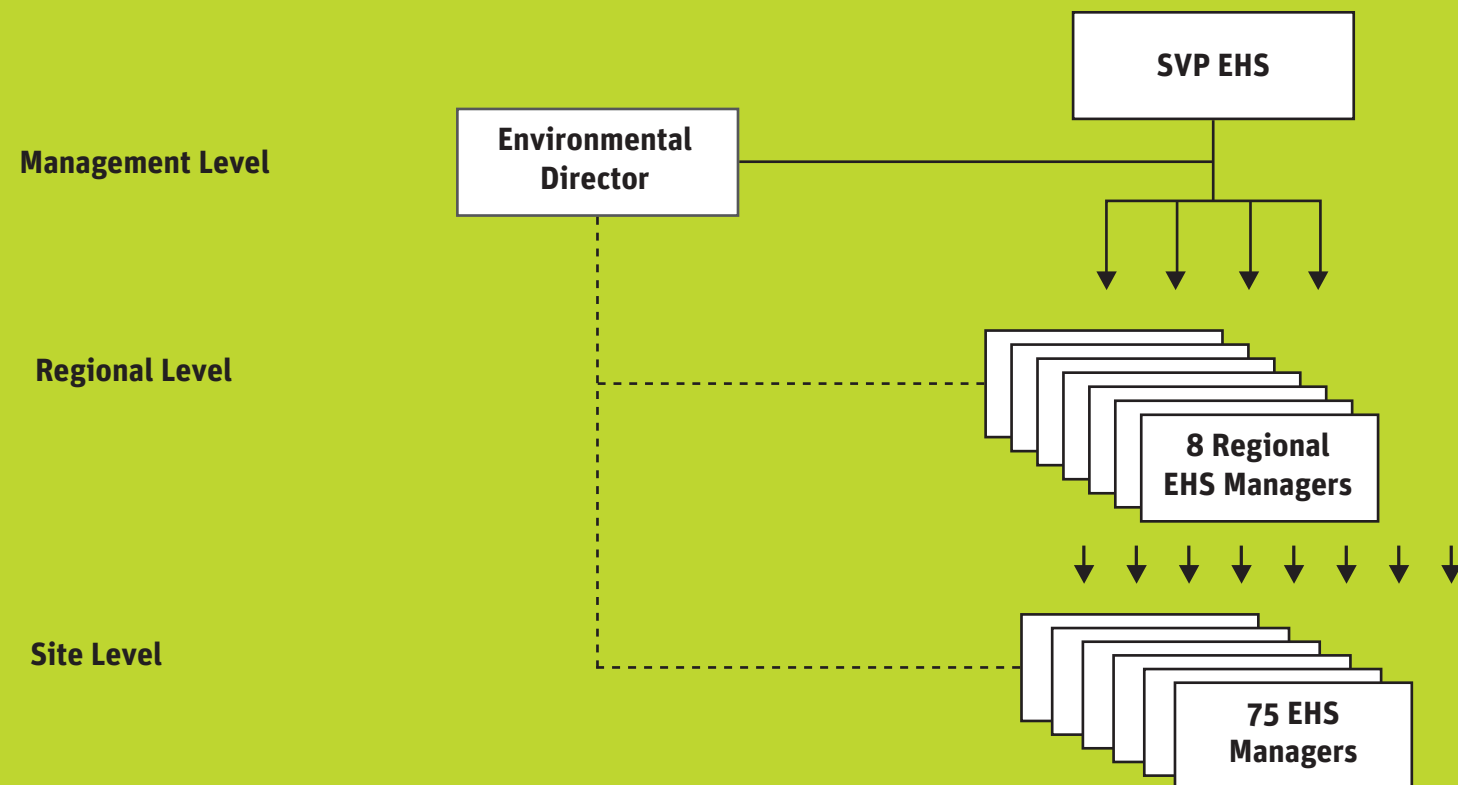 SVP EHS
Environmental
Director
Management Level
Regional Level
8 Regional
EHS Managers
Site Level
75 EHS
Managers